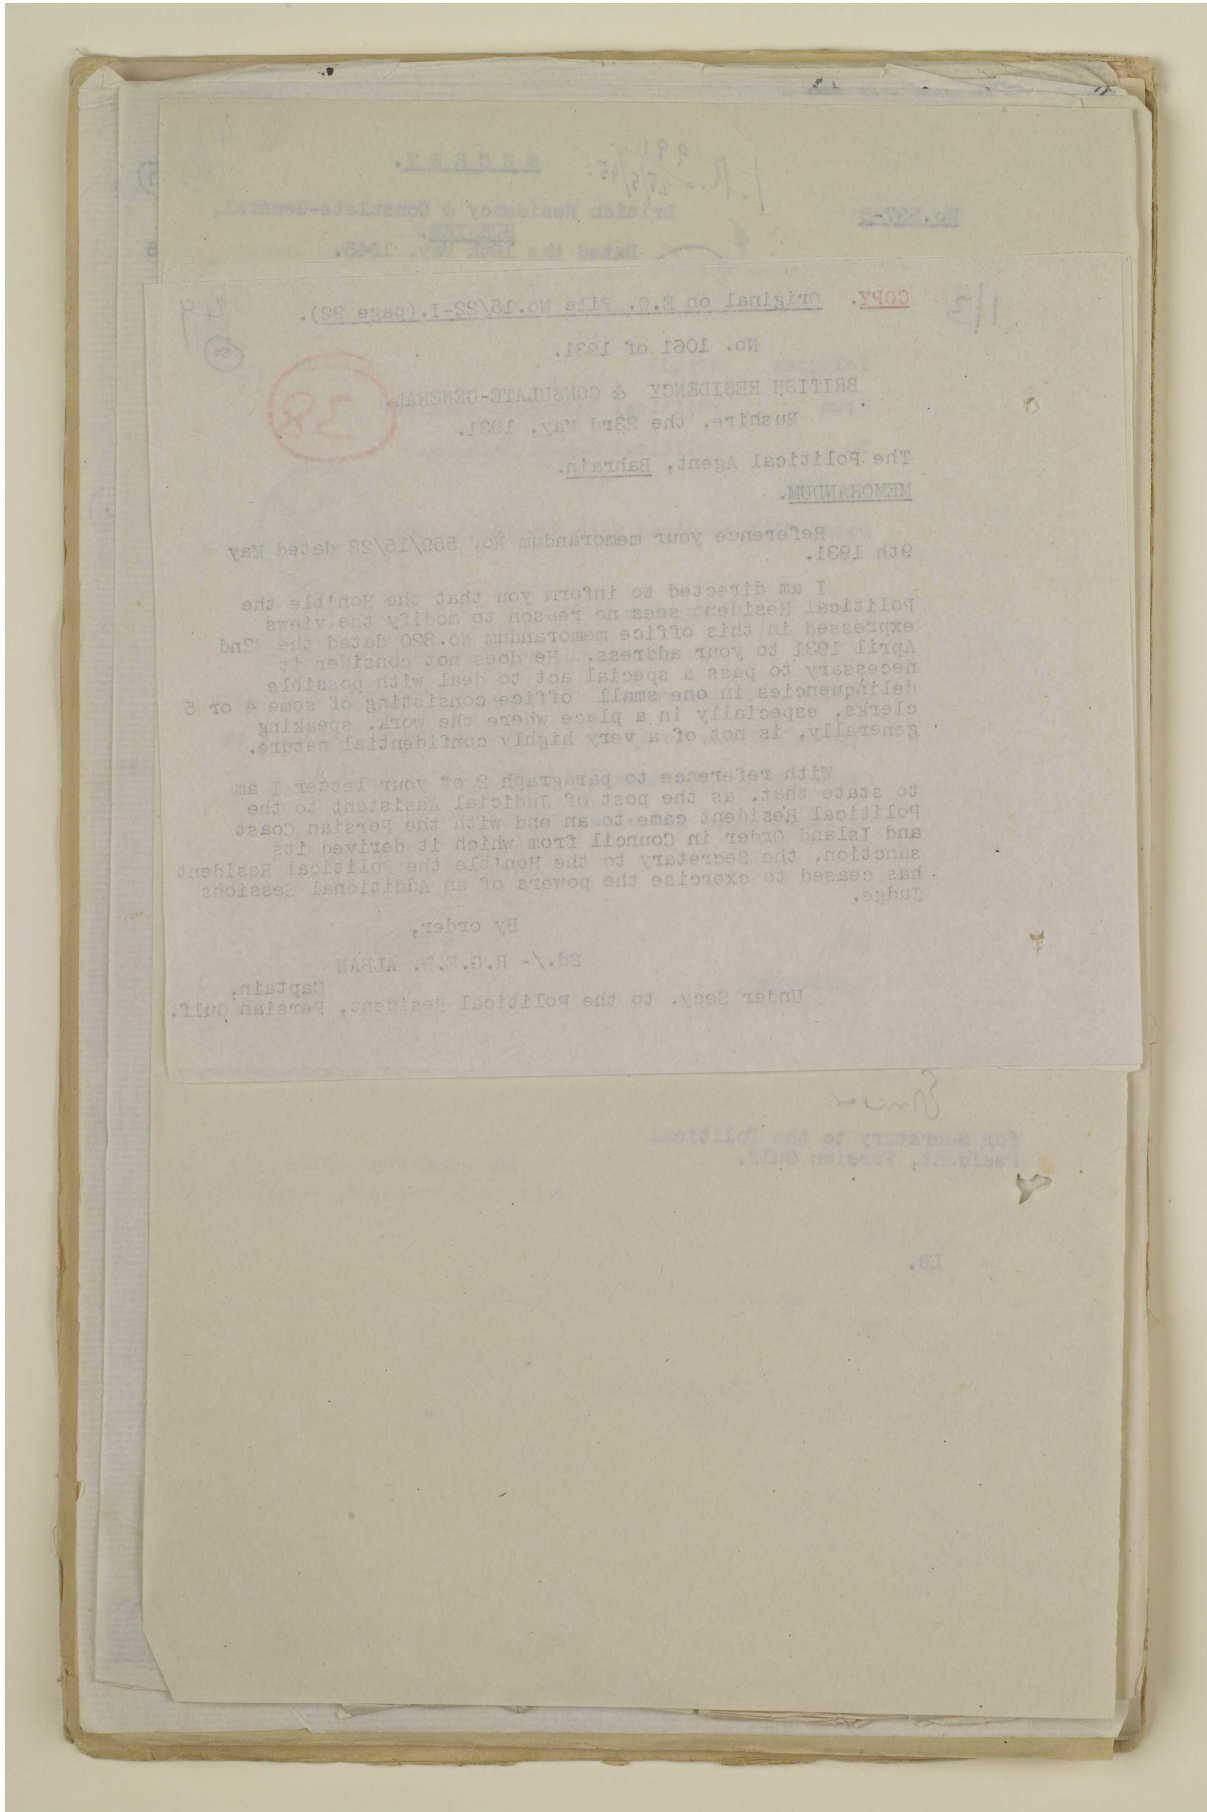 SECRET.
British Residency & Consulate-General,
BUSHIRE.
COPY. Original on E.C. File No.15/22-I.(page 92).
No. 1061 of 1931.
38
BRITISH RESIDENCY & CONSULATE-GENERAL.
Bushire, the 23rd May, 1931.
The Political Agent, Bahrain.
MEMORANDUM.
Reference your memorandum No. 559/15/22 dated May
9th 1931.
I am directed to inform you that the Hon'ble the
Political Resident sees no reason to modify the views
expressed in this office memorandum No.820 dated the 22nd
April 1931 to your address. He does not consider it
necessary to pass a special act to deal with possible
delinquencies in one small office consisting of some 4 or 5
clerks, especially in a place where the work, speaking
generally, is not of a very highly confidential nature.
With reference to paragraph 2 of your letter I am
to state that, as the post of Judicial Assistant to the
Political Resident came to an end with the Persian Coast
and Island Order in Council from which it derived its
sanction, the Secretary to the Hon'ble the Political Resident
has ceased to exercise the powers of an Additional Sessions
Judge.
By order,
Sd./- R.G.E.W. ALBAN
Captain,
Under Secy. to the Political Resident, Persian Gulf.
for Secretary to the Political
Resident, Persian Gulf.
LB.